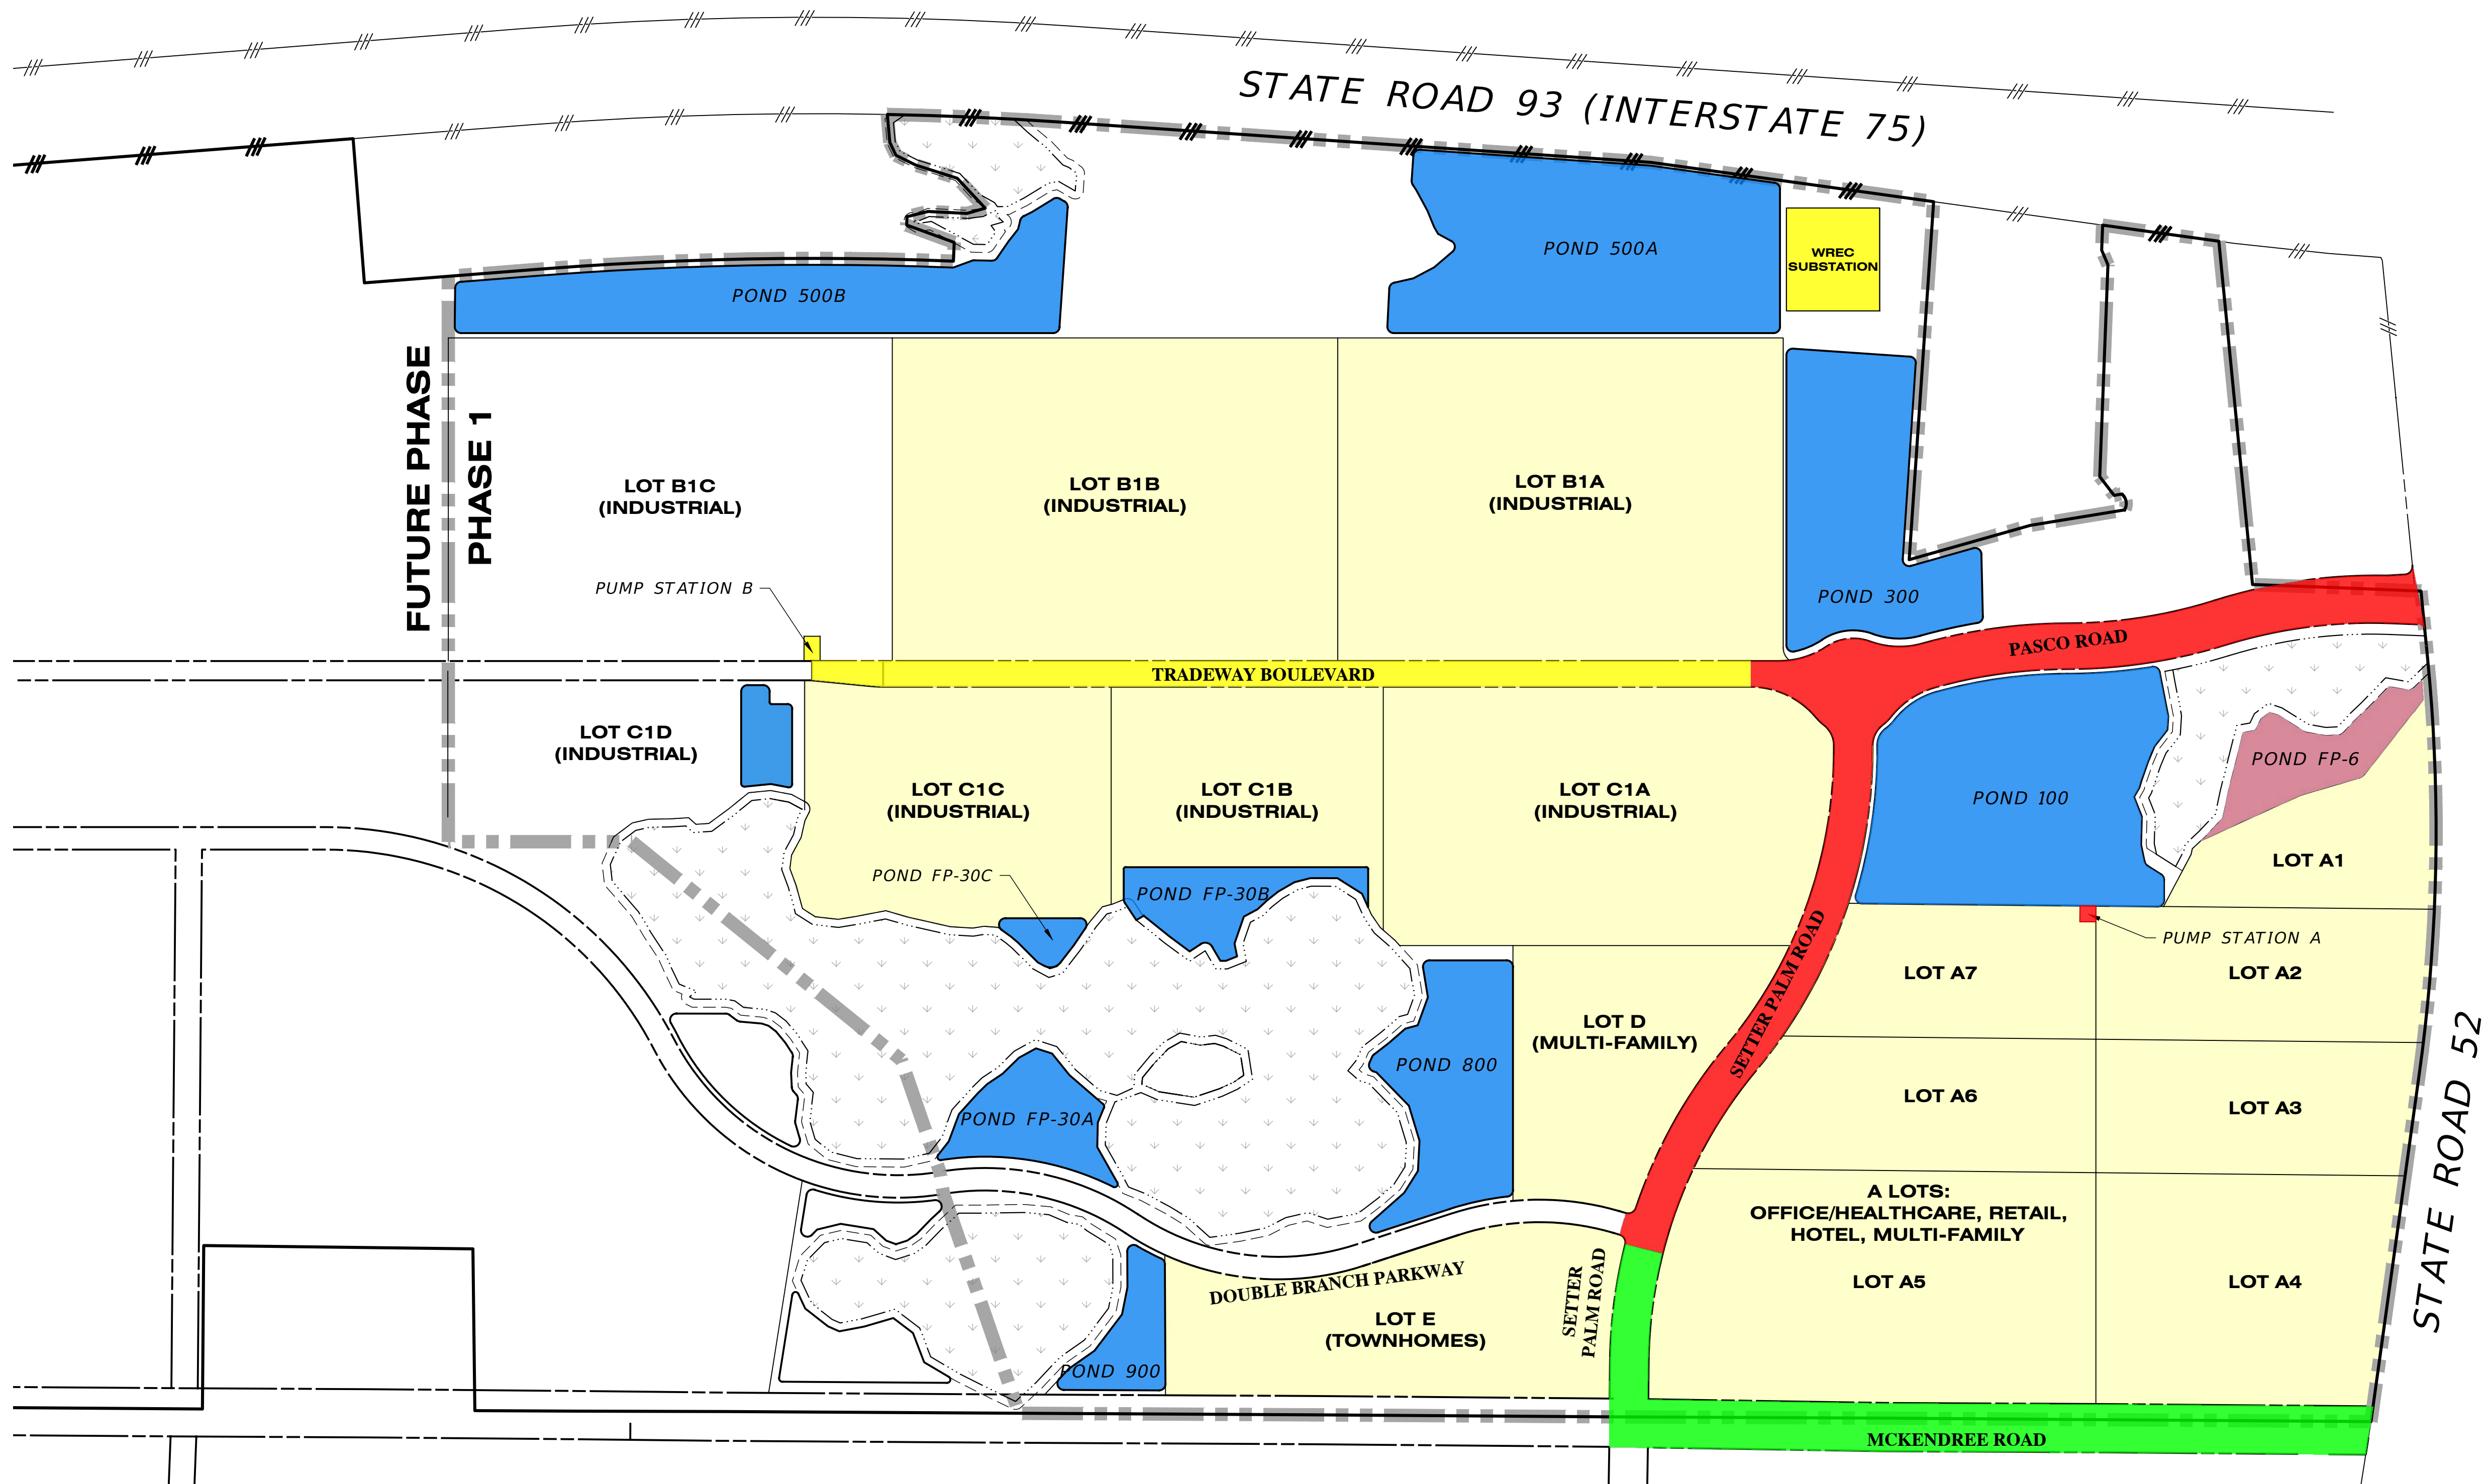 STATE ROAD 93 (INTERSTATE 75)
POND 500A
WREC
SUBSTATION
POND 500B
FUTURE PHASE
PHASE 1
LOT B1C
(INDUSTRIAL)
LOT B1B
(INDUSTRIAL)
LOT B1A
(INDUSTRIAL)
PUMP STATION B
POND 300
PASCO ROAD
TRADEWAY BOULEVARD
LOT C1D
(INDUSTRIAL)
LOT C1C
(INDUSTRIAL)
LOT C1B
(INDUSTRIAL)
LOT C1A
(INDUSTRIAL)
POND 100
POND FP-6
LOT A1
POND FP-30C
POND FP-30B
PUMP STATION A
SETTER PALM ROAD
LOT A7
LOT A2
LOT D
(MULTI-FAMILY)
POND 800
LOT A6
LOT A3
POND FP-30A
A LOTS:
OFFICE/HEALTHCARE, RETAIL,
HOTEL, MULTI-FAMILY
LOT A5
LOT A4
STATE ROAD 52
DOUBLE BRANCH PARKWAY
SETTER
PALM ROAD
LOT E
(TOWNHOMES)
POND 900
MCKENDREE ROAD